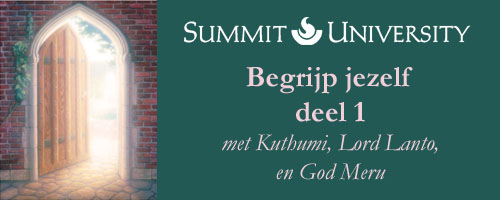 SUMMIT UNIVERSITY
Begrijp jezelf
deel 1
met Kuthumi, Lord Lanto,
en God Meru